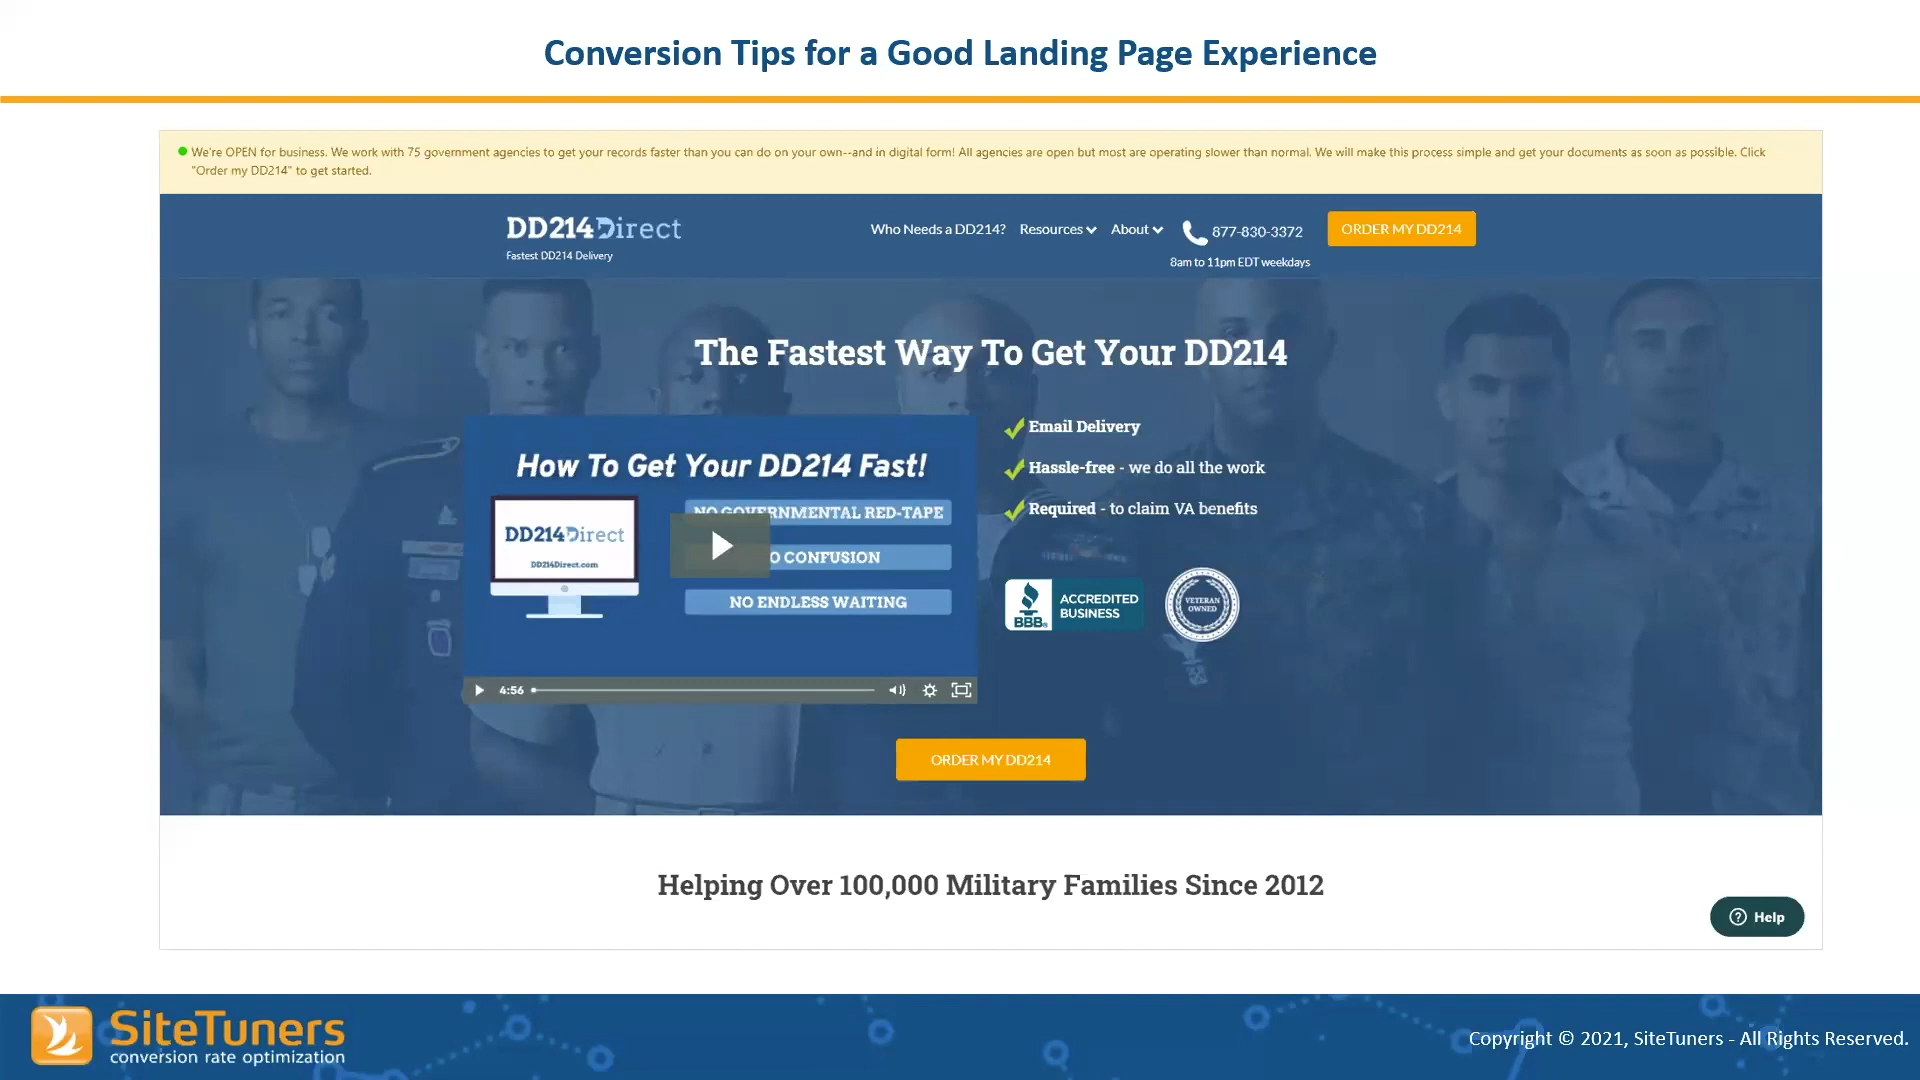 Conversion Tips for a Good Landing Page Experience
We're OPEN for business. We work with 75 government agencies to get your records faster than you can do on your own--and in digital form! All agencies are open but most are operating slower than normal. We will make this process simple and get your documents as soon as possible. Click
"Order my DD214" to get started.
DD214Direct
Fastest DD214 Delivery
Who Needs a DD214? Resources About 877-830-3372 ORDER MY DD214
8am to 11pm EDT weekdays
The Fastest Way To Get Your DD214
How To Get Your DD214 Fast!
DD214Direct
DD214Direct.com
NO GOVERNMENTAL RED-TAPE
O CONFUSION
NO ENDLESS WAITING
4:56
Email Delivery
Hassle-free - we do all the work
Required - to claim VA benefits
BBB
ACCREDITED
BUSINESS
VETERAN
OWNED
ORDER MY DD214
Helping Over 100,000 Military Families Since 2012
Help
SiteTuners
conversion rate optimization
Copyright © 2021, SiteTuners - All Rights Reserved.